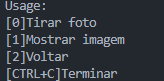 Usage:
[0]Tirar foto
[1]Mostrar imagem
[2]Voltar
[CTRL+C]Terminar